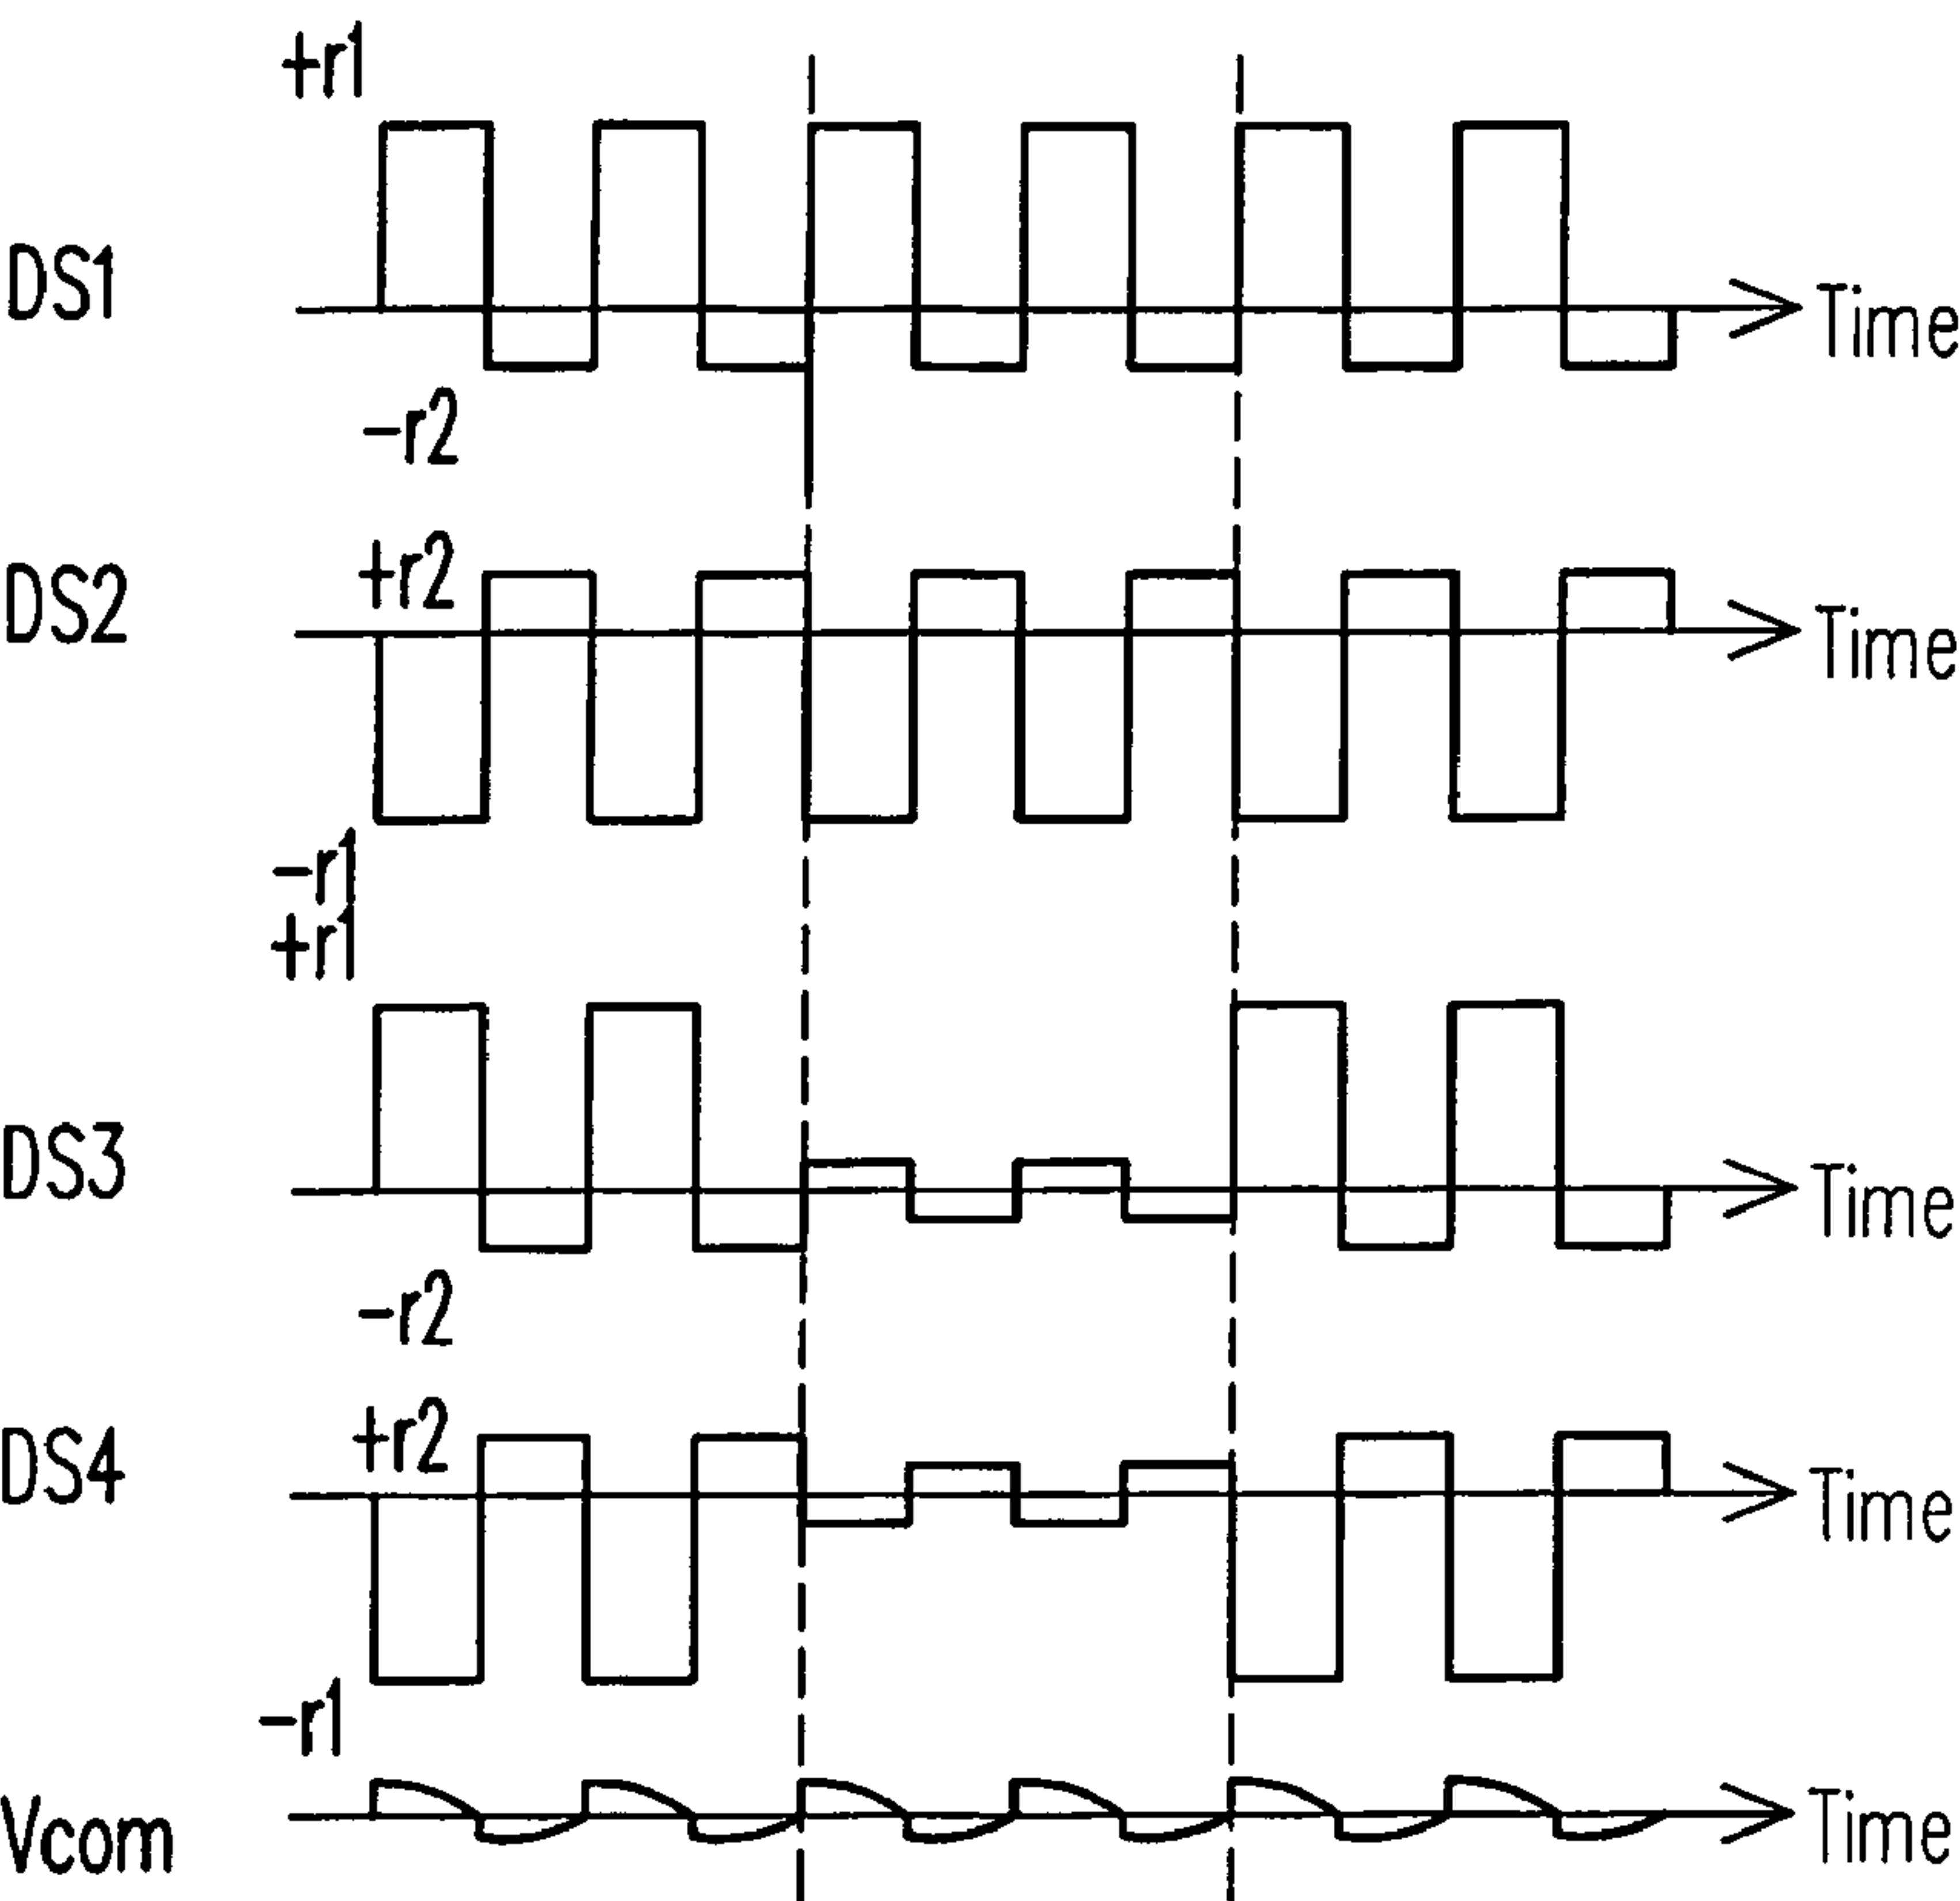 +r1
DS1
Time
-r2
DS2
+r2
Time
-r1
+r1
DS3
Time
-r2
DS4
+r2
Time
-r1
Vcom
Time